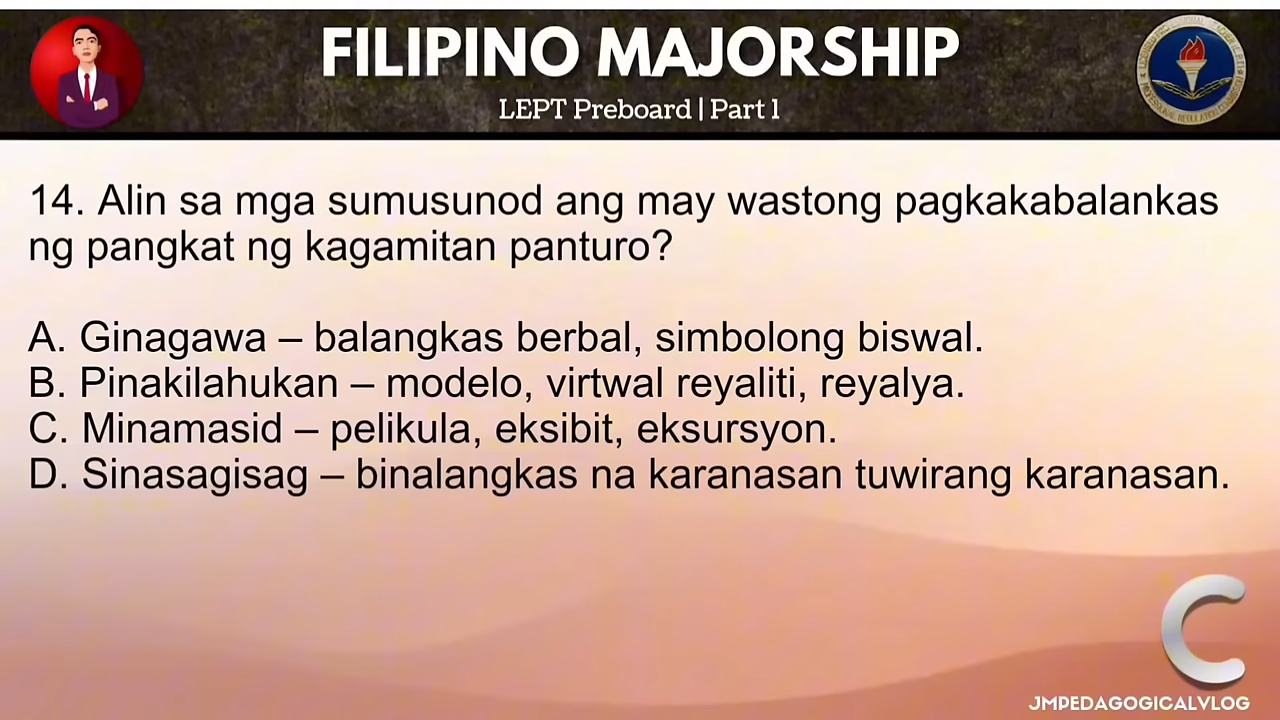 FILIPINO MAJORSHIP
LEPT Preboard | Part 1
14. Alin sa mga sumusunod ang may wastong pagkakabalankas
ng pangkat ng kagamitan panturo?
A. Ginagawa – balangkas berbal, simbolong biswal.
B. Pinakilahukan – modelo, virtwal reyaliti, reyalya.
C. Minamasid – pelikula, eksibit, eksursyon.
D. Sinasagisag – binalangkas na karanasan tuwirang karanasan.
C
JMPEDAGOGICALVLOG